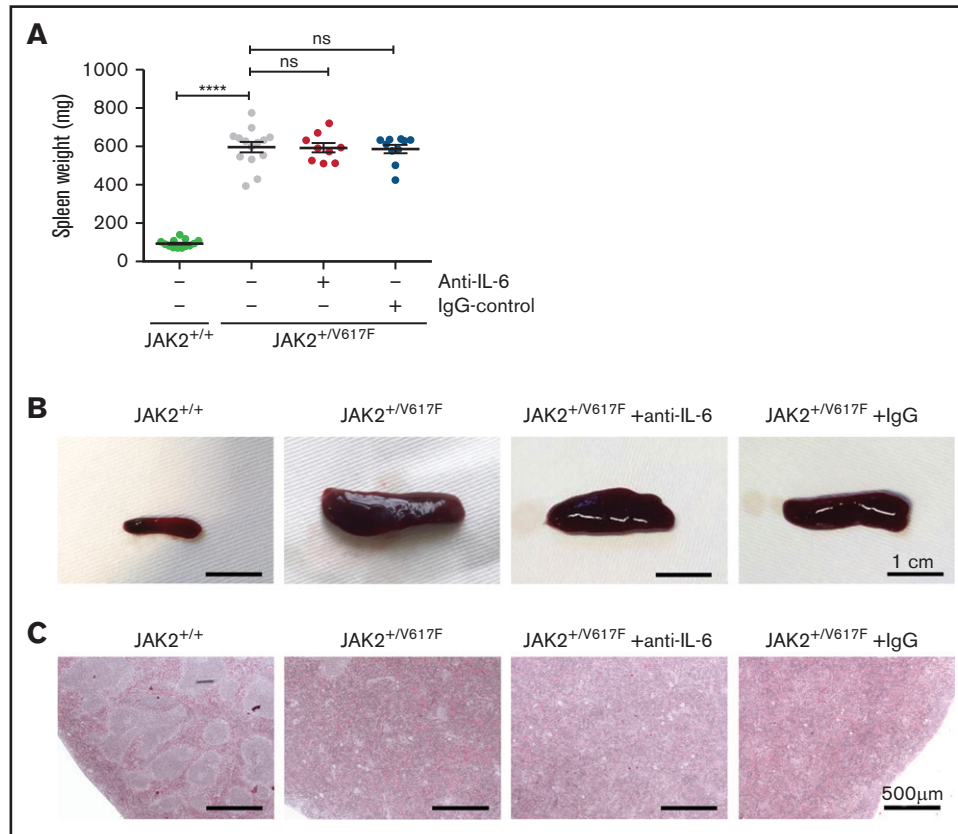 A
ns
ns
****
1000
800
600
400
200
0
Spleen weight (mg)
– – + – Anti-IL-6
– – – + IgG-control
JAK2+/+ JAK2+/V617F
B
JAK2+/+ JAK2+/V617F JAK2+/V617F +anti-IL-6 JAK2+/V617F +IgG
1 cm
C
JAK2+/+ JAK2+/V617F JAK2+/V617F +anti-IL-6 JAK2+/V617F +IgG
500μm